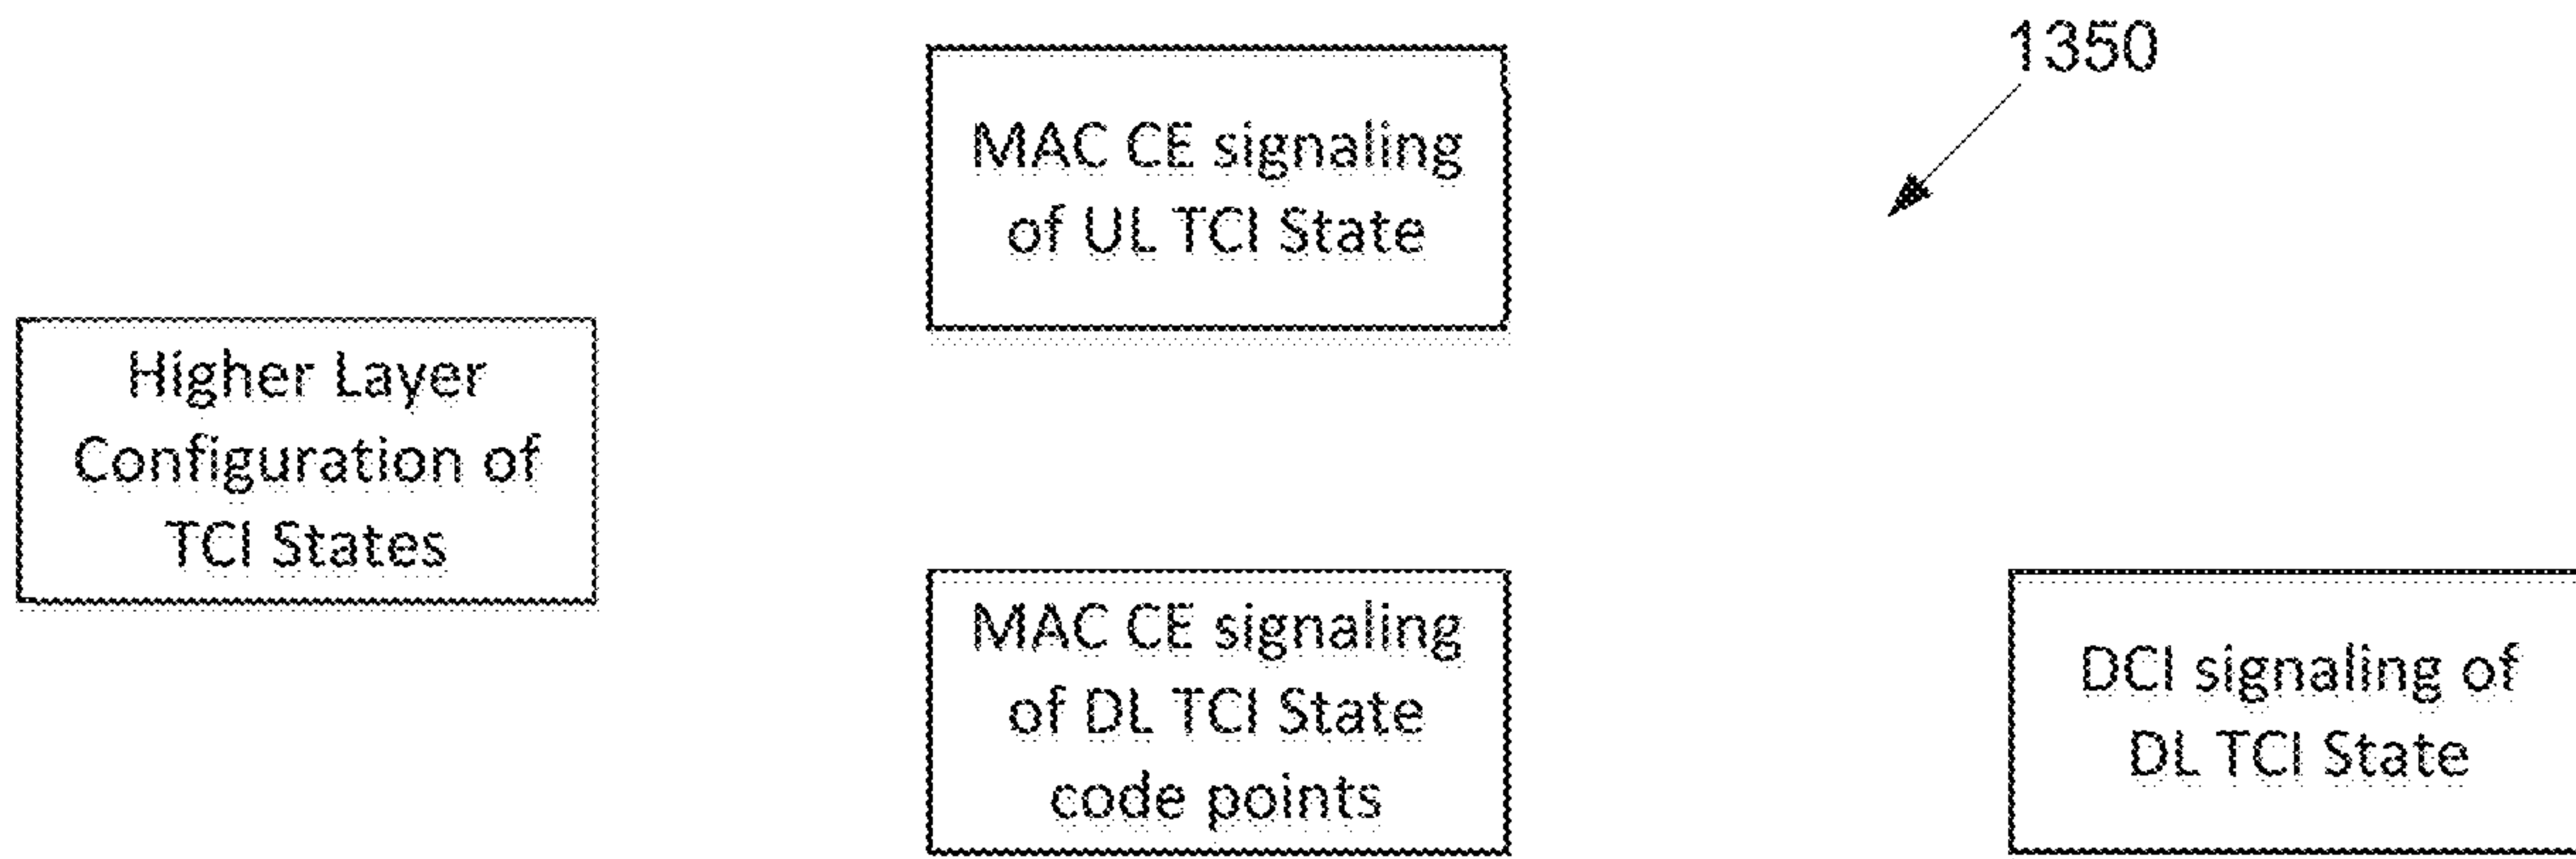 1350
MAC CE signaling
of UL TCI State
Higher Layer
Configuration of
TCI States
MAC CE signaling
of DL TCI State
code points
DCI signaling of
DL TCI State